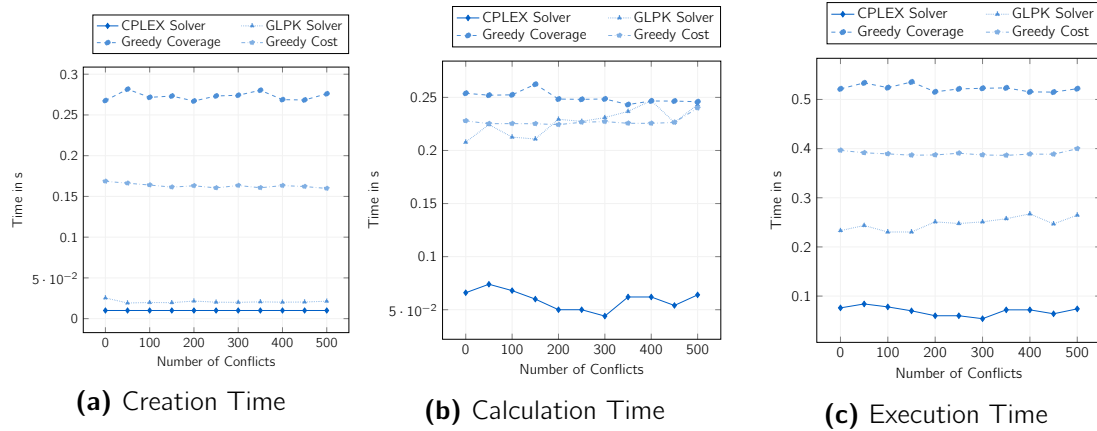 CPLEX Solver GLPK Solver
Greedy Coverage Greedy Cost
0.3
0.25
0.2
0.15
0.1
5 · 10⁻²
0
Time in s
0 100 200 300 400 500
Number of Conflicts
(a) Creation Time
CPLEX Solver GLPK Solver
Greedy Coverage Greedy Cost
0.25
0.2
0.15
0.1
5 · 10⁻²
Time in s
0 100 200 300 400 500
Number of Conflicts
(b) Calculation Time
CPLEX Solver GLPK Solver
Greedy Coverage Greedy Cost
0.5
0.4
0.3
0.2
0.1
Time in s
0 100 200 300 400 500
Number of Conflicts
(c) Execution Time